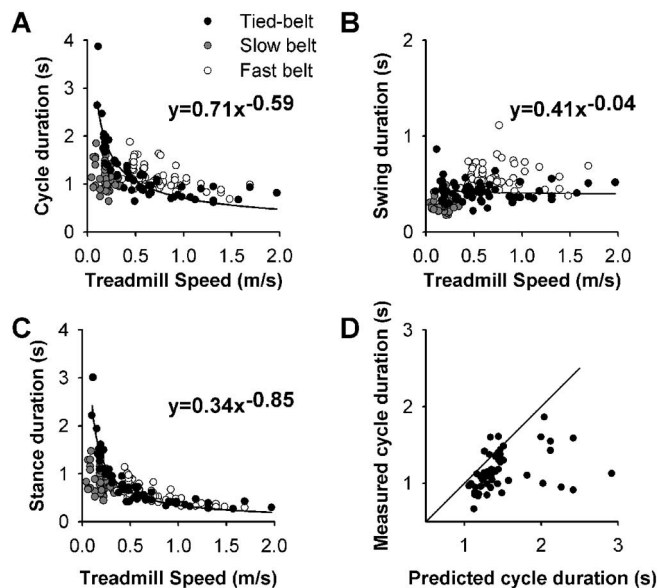 A
B
Tied-belt
Slow belt
Fast belt
y=0.71x-0.59
y=0.41x-0.04
Cycle duration (s)
4
3
2
1
0
0.0 0.5 1.0 1.5 2.0
Treadmill Speed (m/s)
Swing duration (s)
2
1
0
0.0 0.5 1.0 1.5 2.0
Treadmill Speed (m/s)
C
D
y=0.34x-0.85
Stance duration (s)
4
3
2
1
0
0.0 0.5 1.0 1.5 2.0
Treadmill Speed (m/s)
Measured cycle duration (s)
3
2
1
1 2 3
Predicted cycle duration (s)